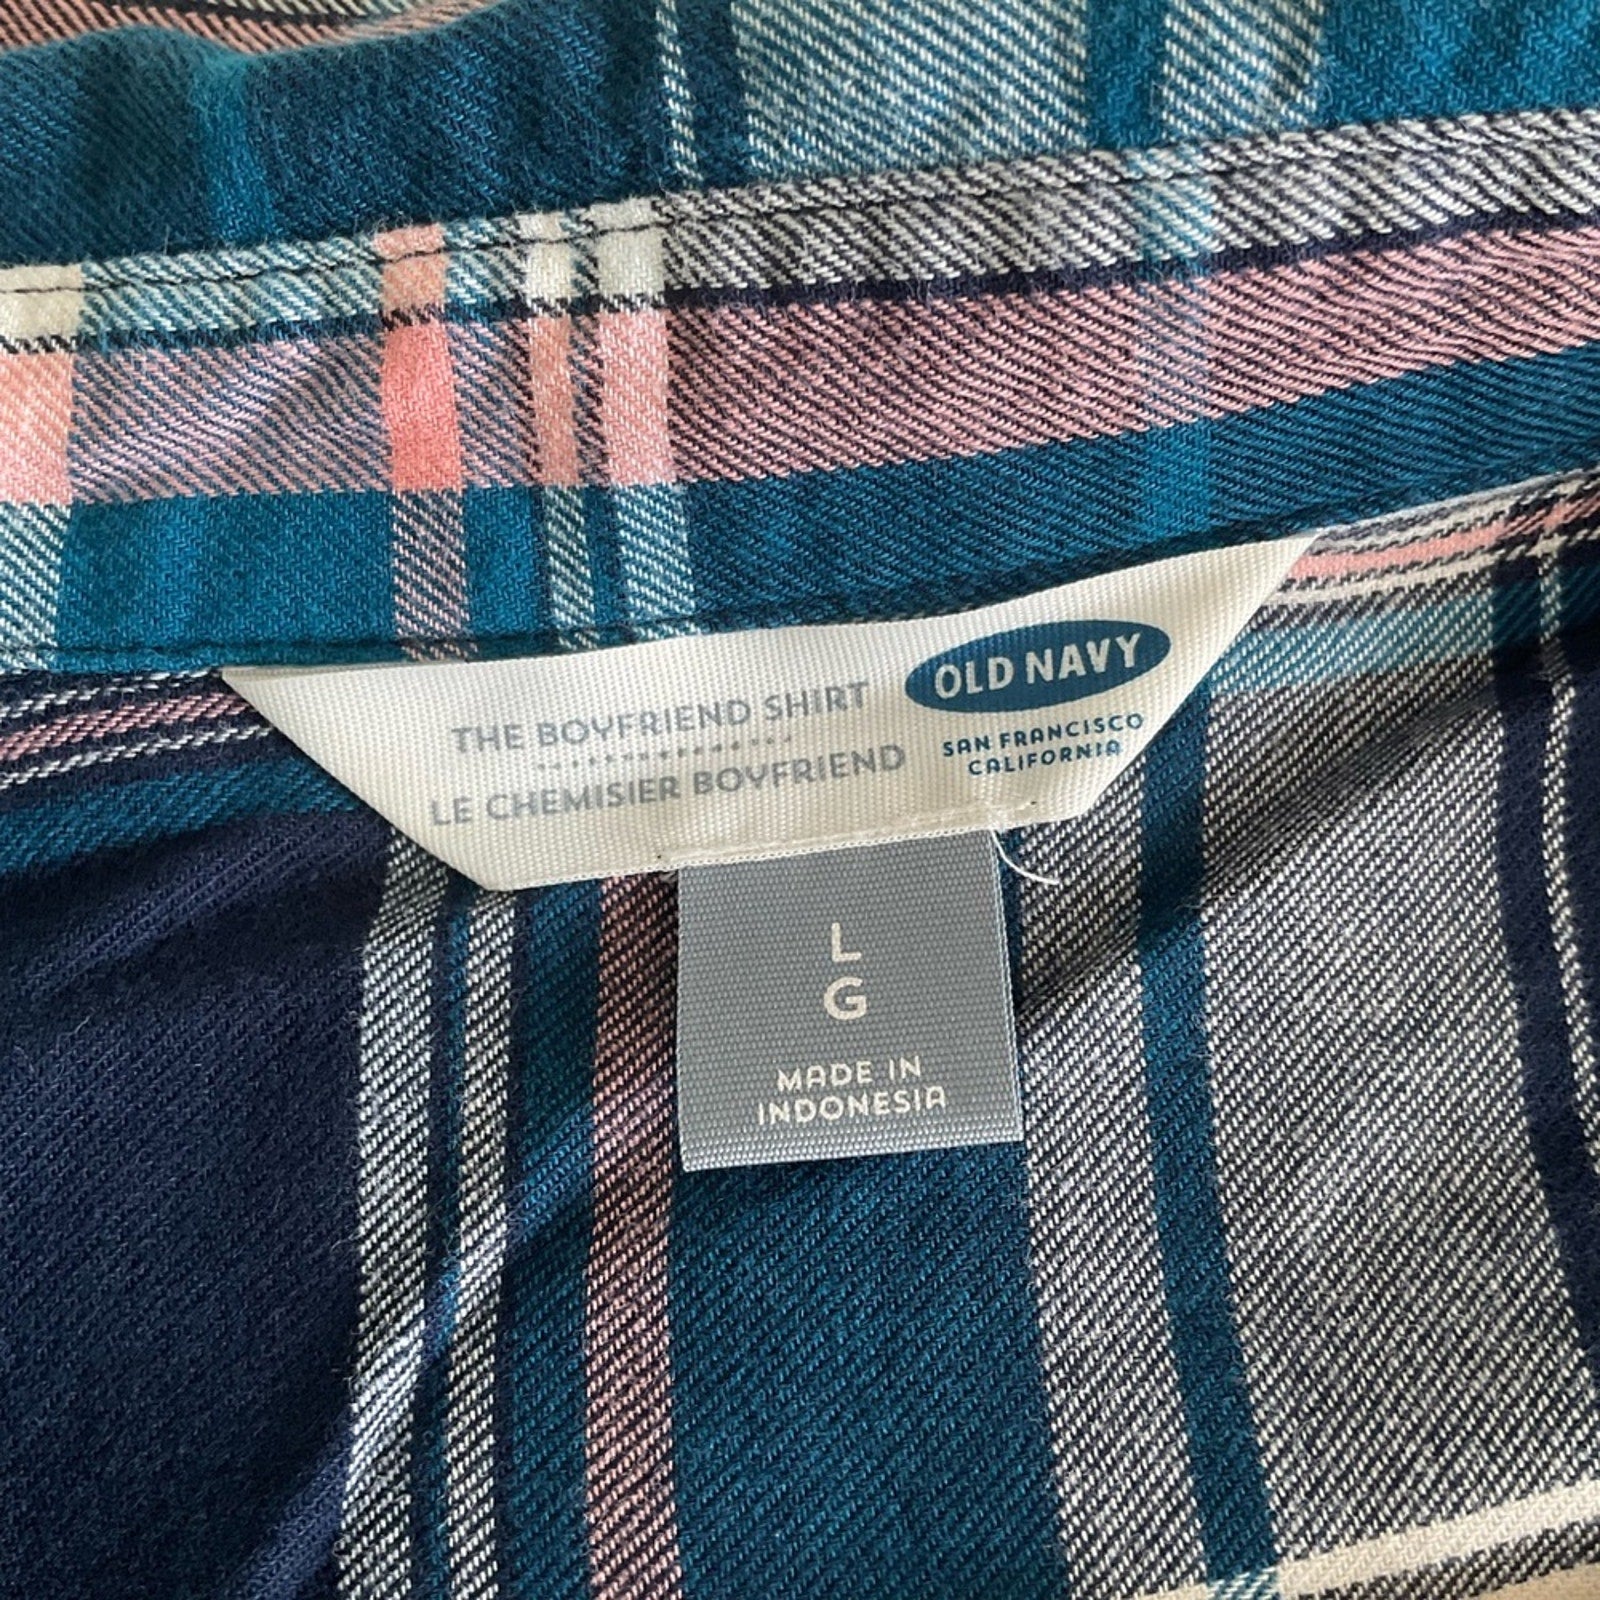 THE BOYFRIEND SHIRT
LE CHEMISIER BOYFRIEND
OLD NAVY
SAN FRANCISCO
CALIFORNIA
L
G
MADE IN
INDONESIA